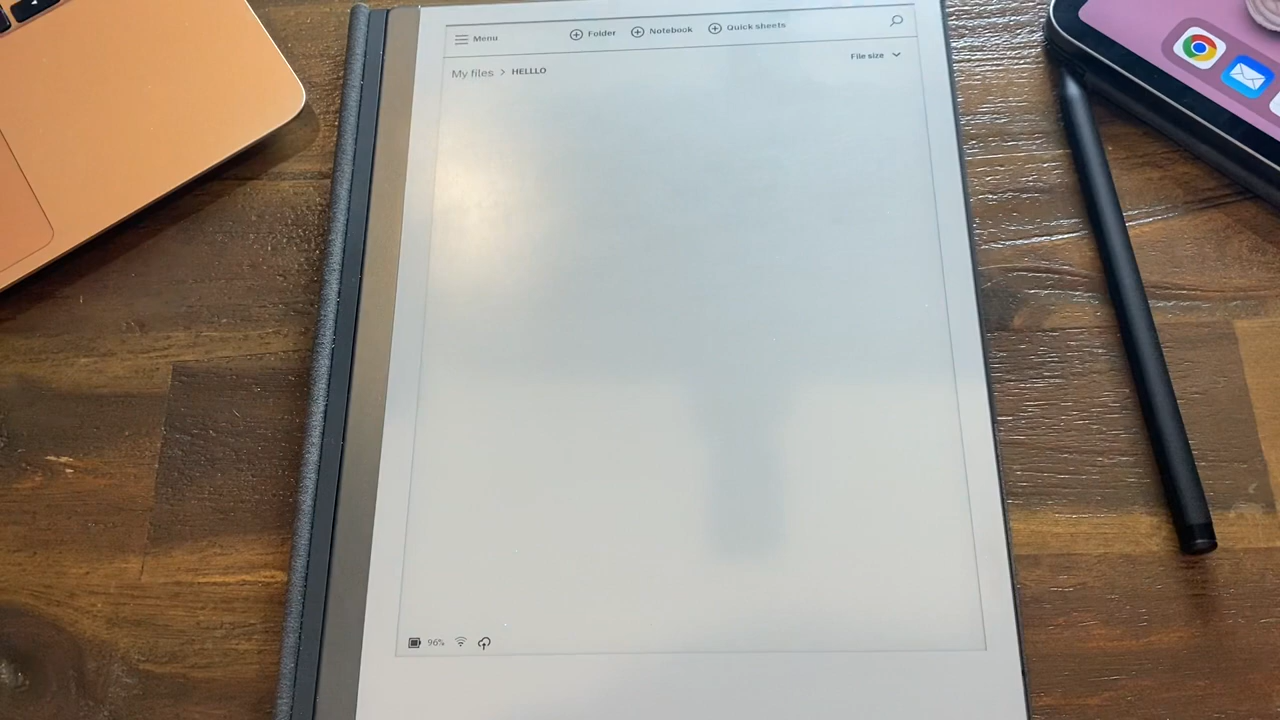 Menu
Folder
Notebook
Quick sheets
File size
My files > HELLLO
96%